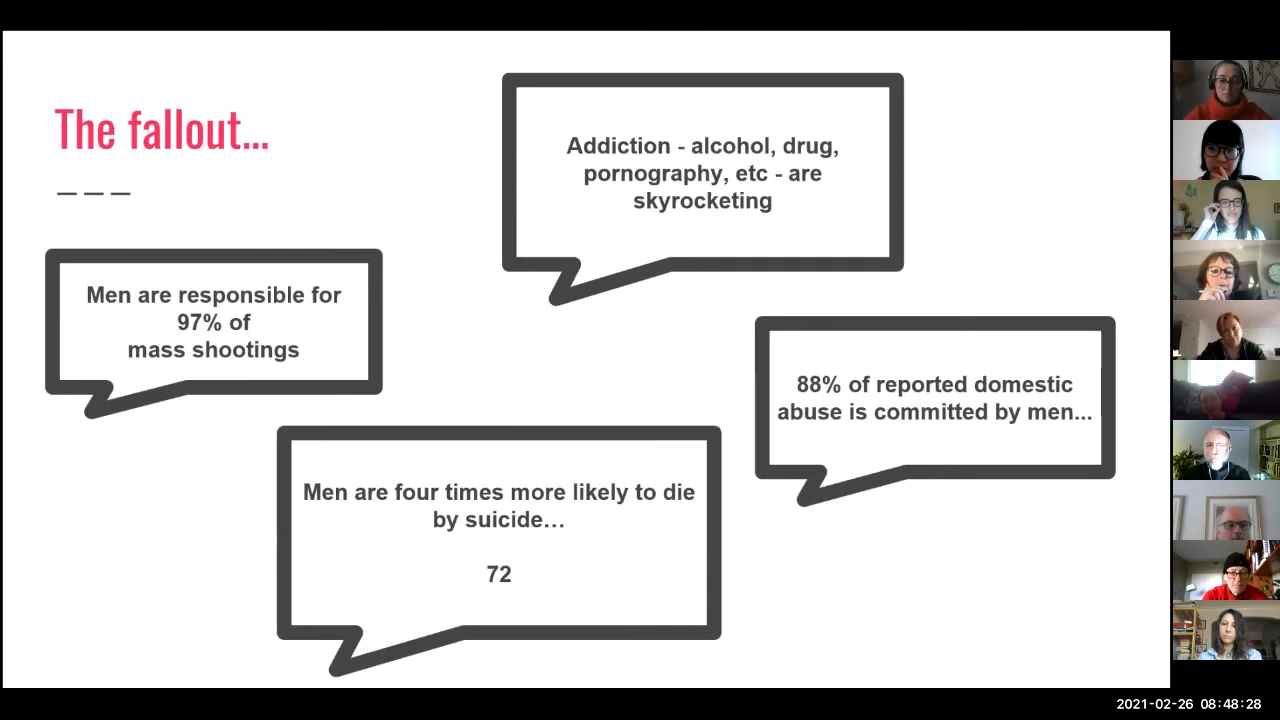 The fallout...
Addiction - alcohol, drug,
pornography, etc - are
skyrocketing
Men are responsible for
97% of
mass shootings
88% of reported domestic
abuse is committed by men...
Men are four times more likely to die
by suicide…
72
2021-02-26 08:48:28